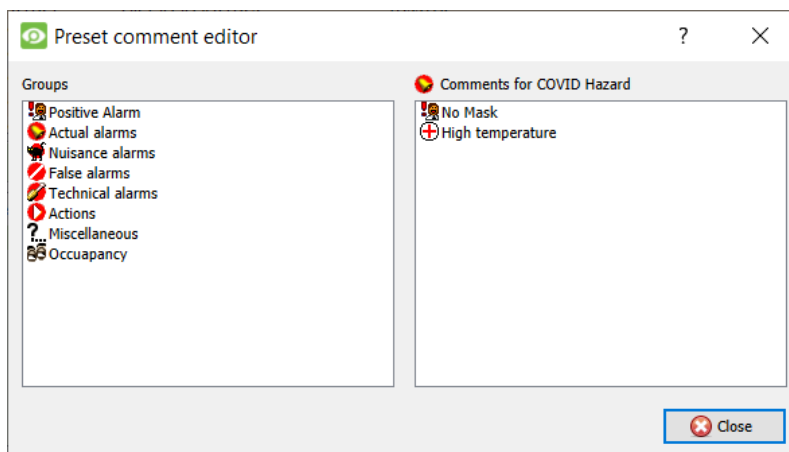 Preset comment editor
?
Groups
Positive Alarm
Actual alarms
Nuisance alarms
False alarms
Technical alarms
Actions
Miscellaneous
Occuapancy
Comments for COVID Hazard
No Mask
High temperature
Close